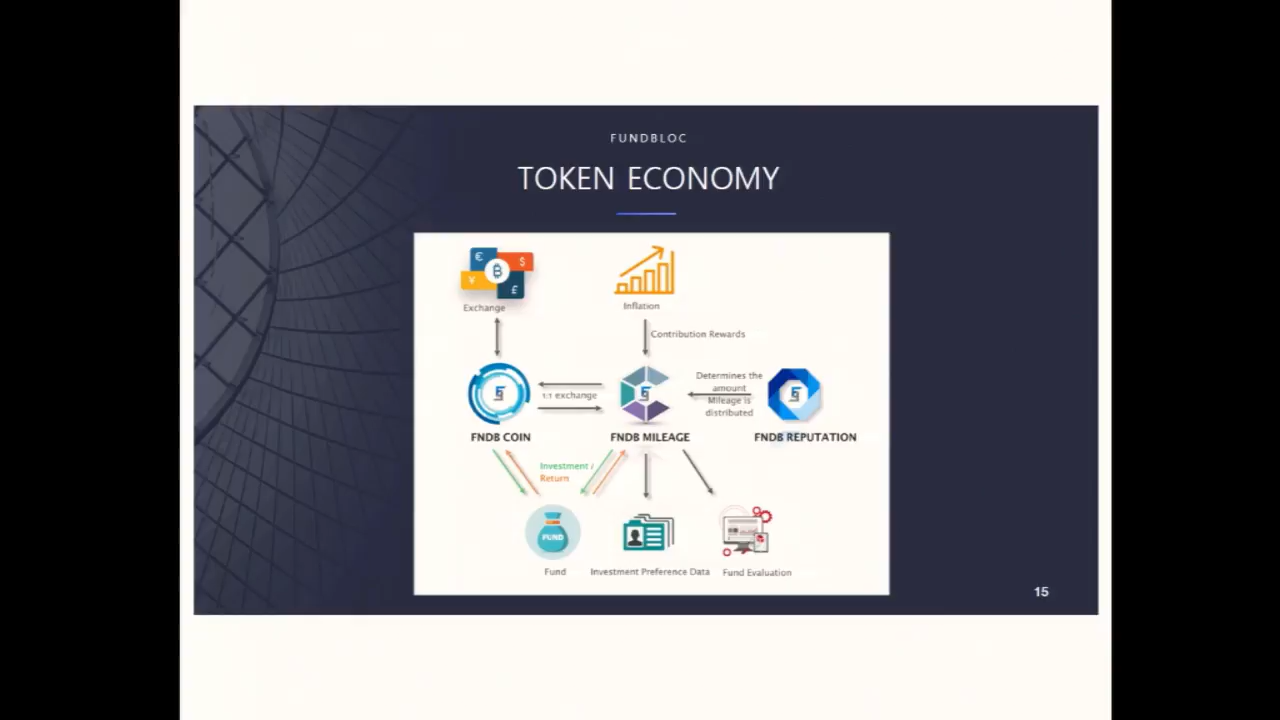 FUNDBLOC
TOKEN ECONOMY
Exchange
Inflation
Contribution Rewards
Determines the
amount
Mileage is
distributed
1:1 exchange
FNDB COIN
FNDB MILEAGE
FNDB REPUTATION
Investment /
Return
FUND
Fund
Investment Preference Data
Fund Evaluation
15